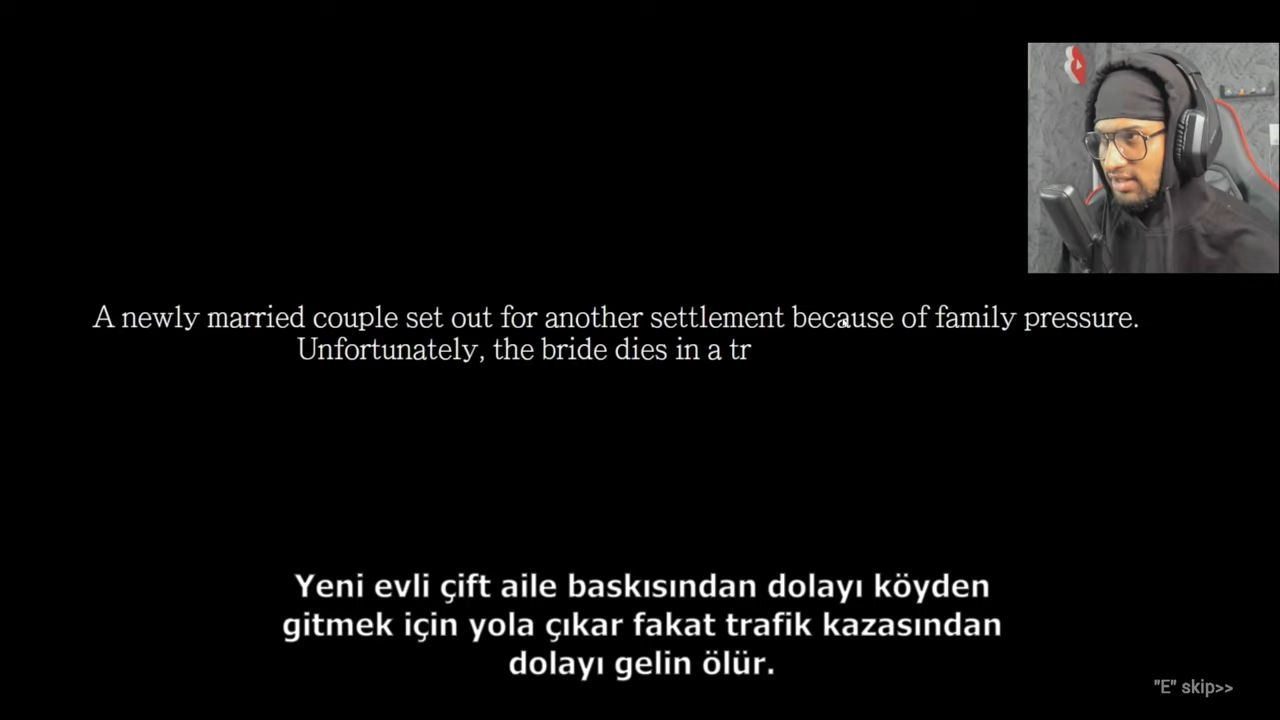 A newly married couple set out for another settlement because of family pressure.
Unfortunately, the bride dies in a tr
Yeni evli çift aile baskısından dolayı köyden
gitmek için yola çıkar fakat trafik kazasından
dolayı gelin ölür.
"E" skip>>